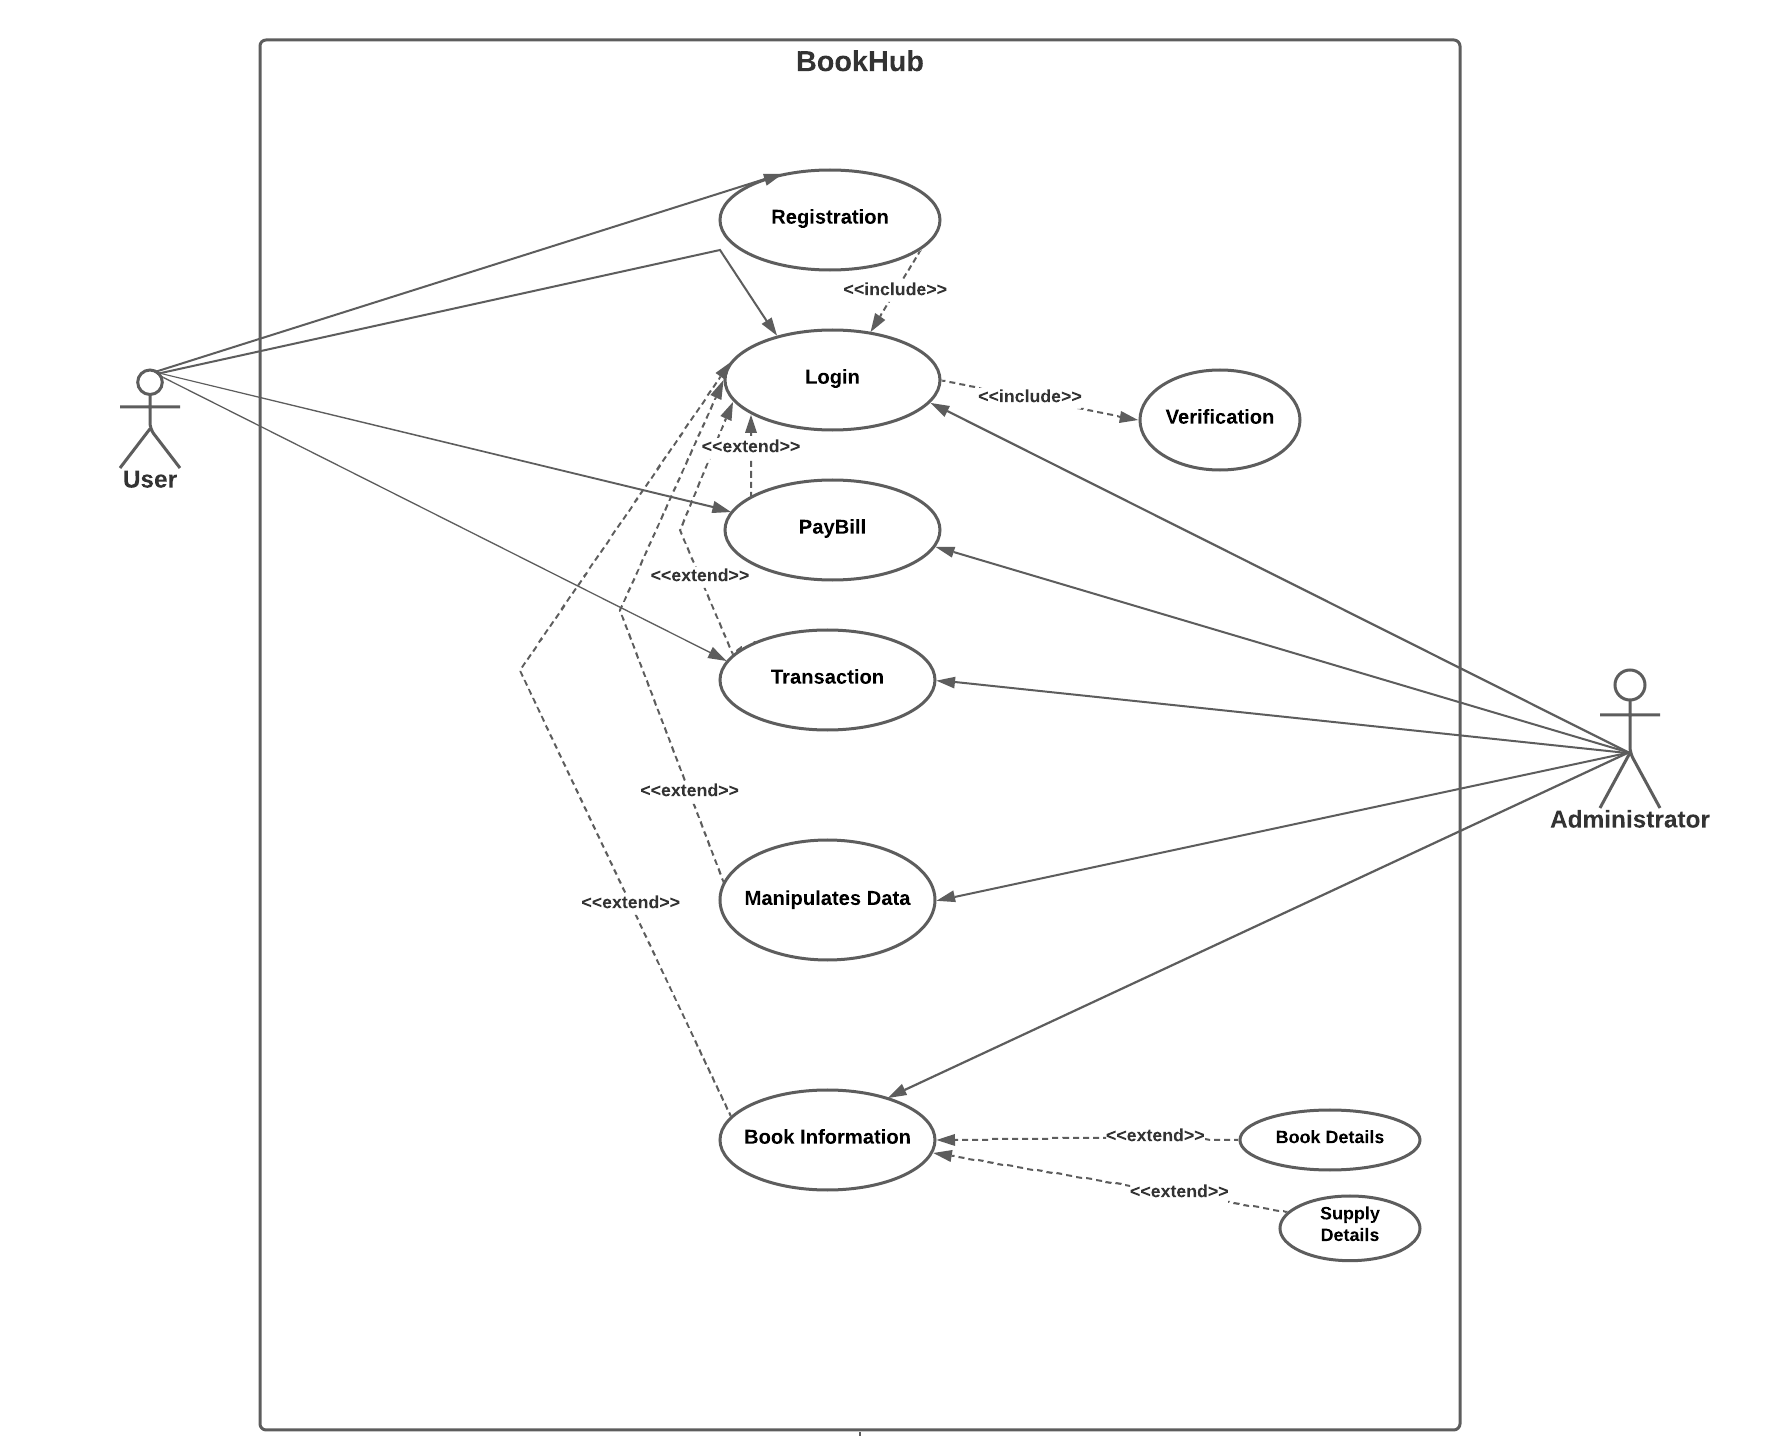 BookHub
Registration
<<include>>
Login
<<include>>
Verification
User
<<extend>>
PayBill
<<extend>>
Transaction
<<extend>>
Administrator
Manipulates Data
<<extend>>
Book Information
<<extend>>
Book Details
<<extend>>
Supply
Details